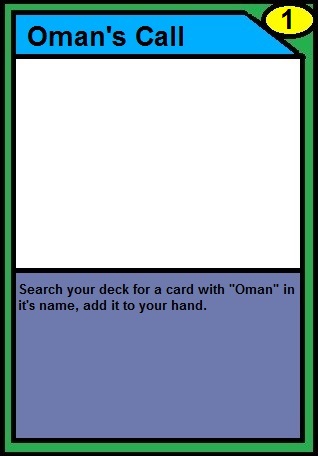 Oman's Call
1
Search your deck for a card with "Oman" in
it's name, add it to your hand.